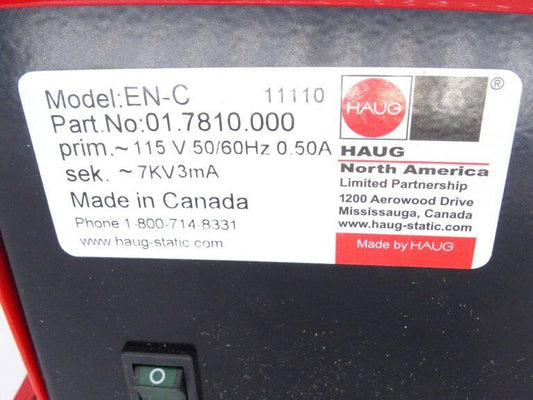 Model:EN-C 11110
Part.No:01.7810.000
prim.~ 115 V 50/60Hz 0.50A
sek. ~ 7KV3mA
Made in Canada
Phone 1-800-714-8331
www.haug-static.com
HAUG
®
HAUG
North America
Limited Partnership
1200 Aerowood Drive
Mississauga, Canada
www.haug-static.com
Made by HAUG